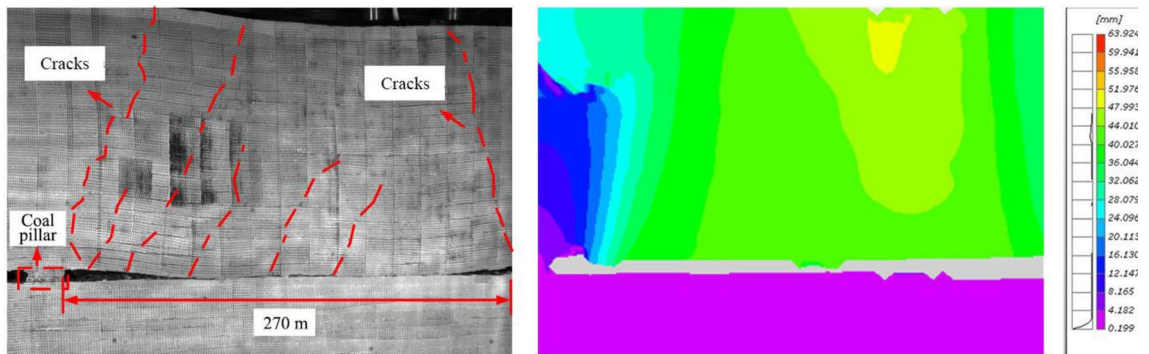 Cracks
Cracks
Coal
pillar
270 m
[mm]
63.924
59.941
55.958
51.976
47.993
44.010
40.027
36.044
32.062
28.079
24.096
20.113
16.130
12.147
8.165
4.182
0.199